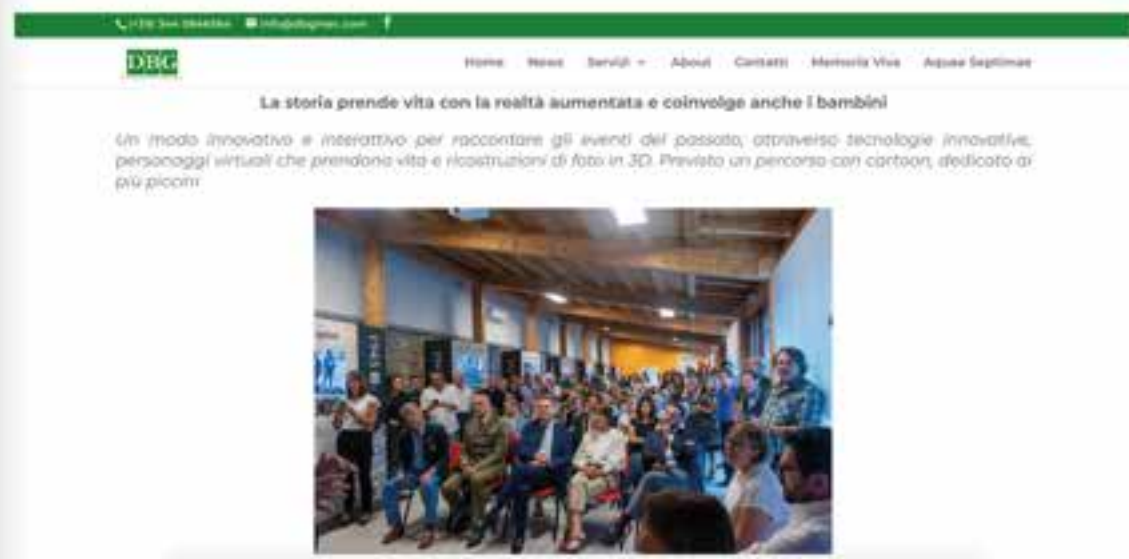 DBG
Home News Servizi About Contatti Memoria Viva Aquae Septimae
La storia prende vita con la realtà aumentata e coinvolge anche i bambini
Un modo innovativo e interattivo per raccontare gli eventi del passato, attraverso tecnologie innovative,
personaggi virtuali che prendono vita e ricostruzioni di foto in 3D. Previsto un percorso con cartoon, dedicato ai
più piccini